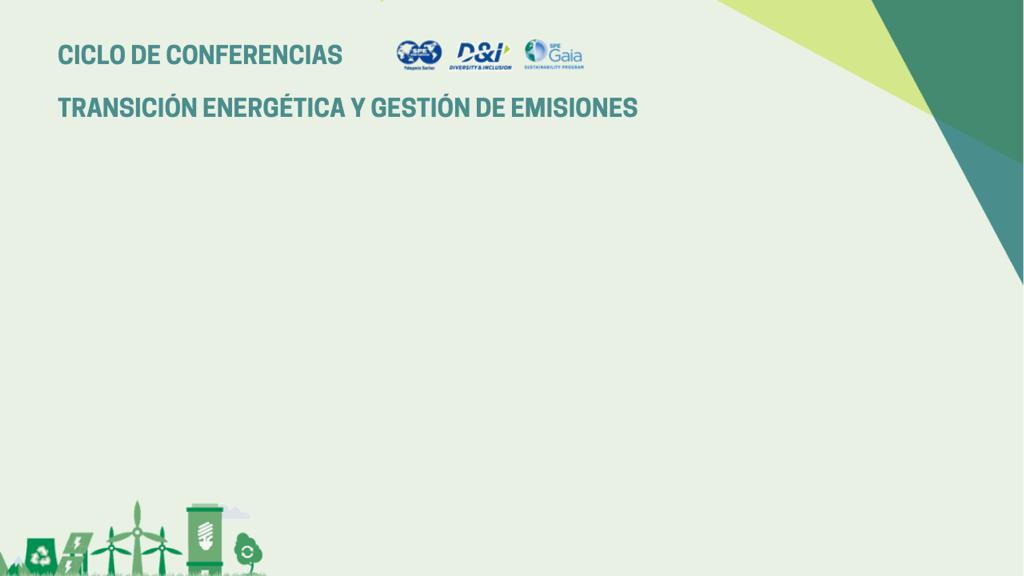 CICLO DE CONFERENCIAS
SPE
Patagonia Section
D&i
DIVERSITY & INCLUSION
SPE
Gaia
SUSTAINABILITY PROGRAM
TRANSICIÓN ENERGÉTICA Y GESTIÓN DE EMISIONES